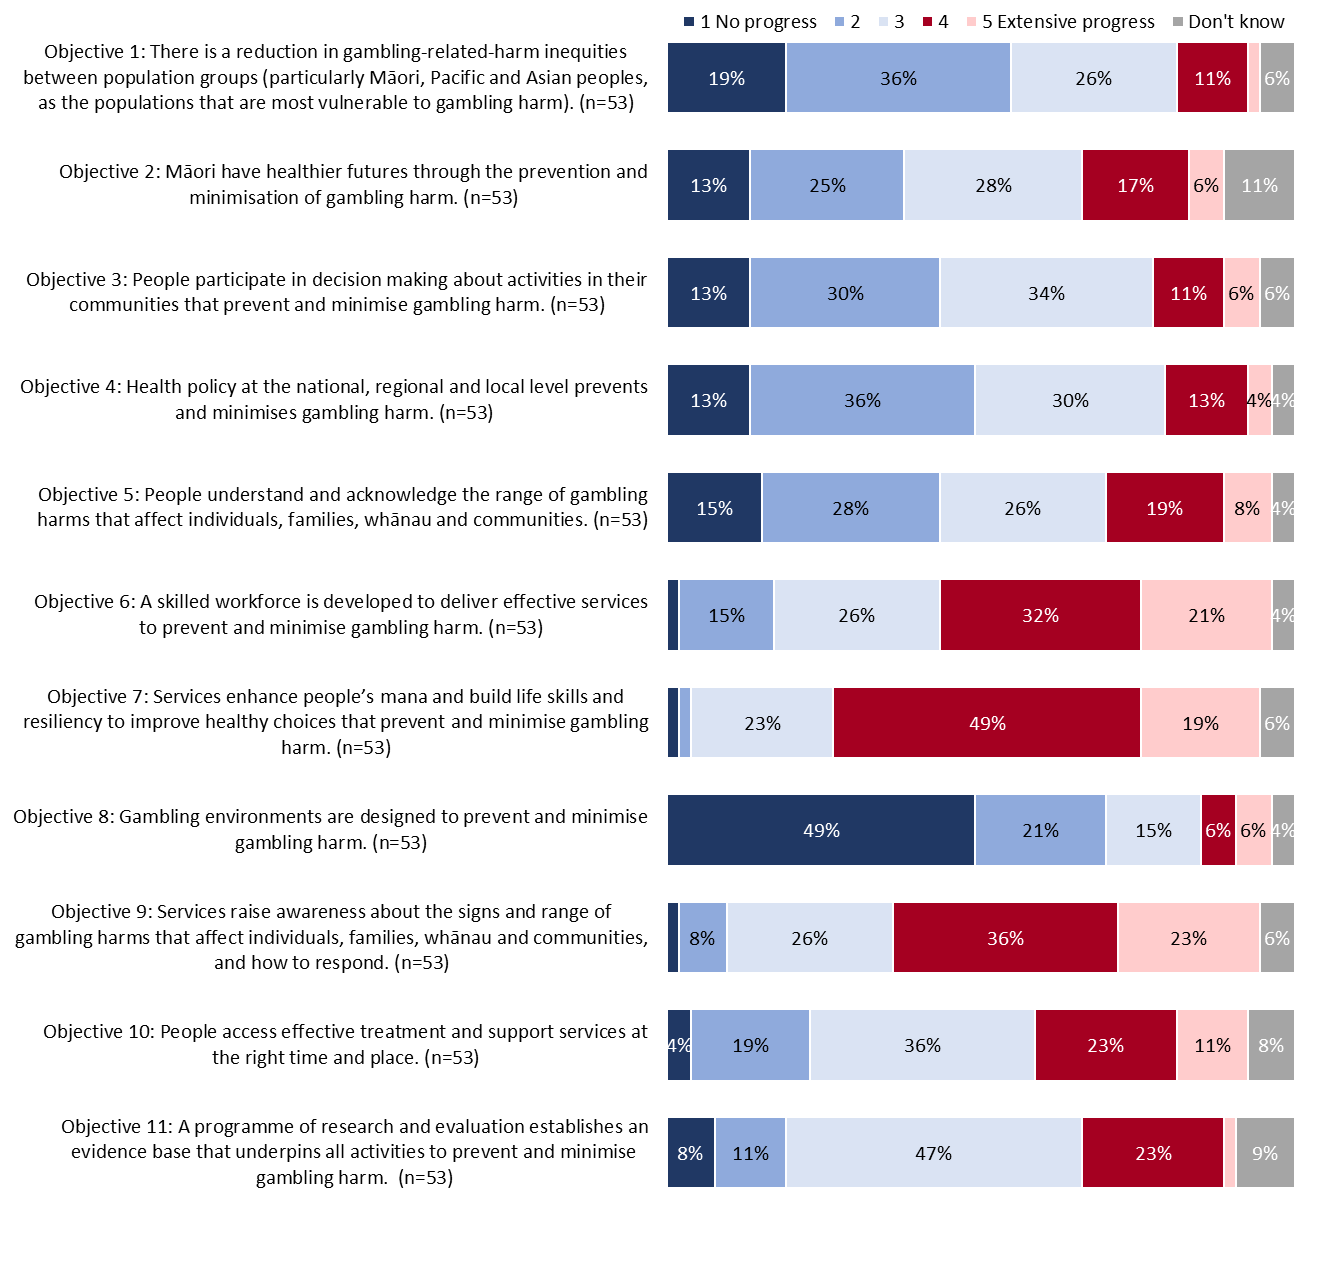 1 No progress 2 3 4 5 Extensive progress Don't know
Objective 1: There is a reduction in gambling-related-harm inequities
between population groups (particularly Māori, Pacific and Asian peoples,
as the populations that are most vulnerable to gambling harm). (n=53)
19% 36% 26% 11% 6%
Objective 2: Māori have healthier futures through the prevention and
minimisation of gambling harm. (n=53)
13% 25% 28% 17% 6% 11%
Objective 3: People participate in decision making about activities in their
communities that prevent and minimise gambling harm. (n=53)
13% 30% 34% 11% 6% 6%
Objective 4: Health policy at the national, regional and local level prevents
and minimises gambling harm. (n=53)
13% 36% 30% 13% 4% 4%
Objective 5: People understand and acknowledge the range of gambling
harms that affect individuals, families, whānau and communities. (n=53)
15% 28% 26% 19% 8% 4%
Objective 6: A skilled workforce is developed to deliver effective services
to prevent and minimise gambling harm. (n=53)
15% 26% 32% 21% 4%
Objective 7: Services enhance people’s mana and build life skills and
resiliency to improve healthy choices that prevent and minimise gambling
harm. (n=53)
23% 49% 19% 6%
Objective 8: Gambling environments are designed to prevent and minimise
gambling harm. (n=53)
49% 21% 15% 6% 6% 4%
Objective 9: Services raise awareness about the signs and range of
gambling harms that affect individuals, families, whānau and communities,
and how to respond. (n=53)
8% 26% 36% 23% 6%
Objective 10: People access effective treatment and support services at
the right time and place. (n=53)
4% 19% 36% 23% 11% 8%
Objective 11: A programme of research and evaluation establishes an
evidence base that underpins all activities to prevent and minimise
gambling harm. (n=53)
8% 11% 47% 23% 9%